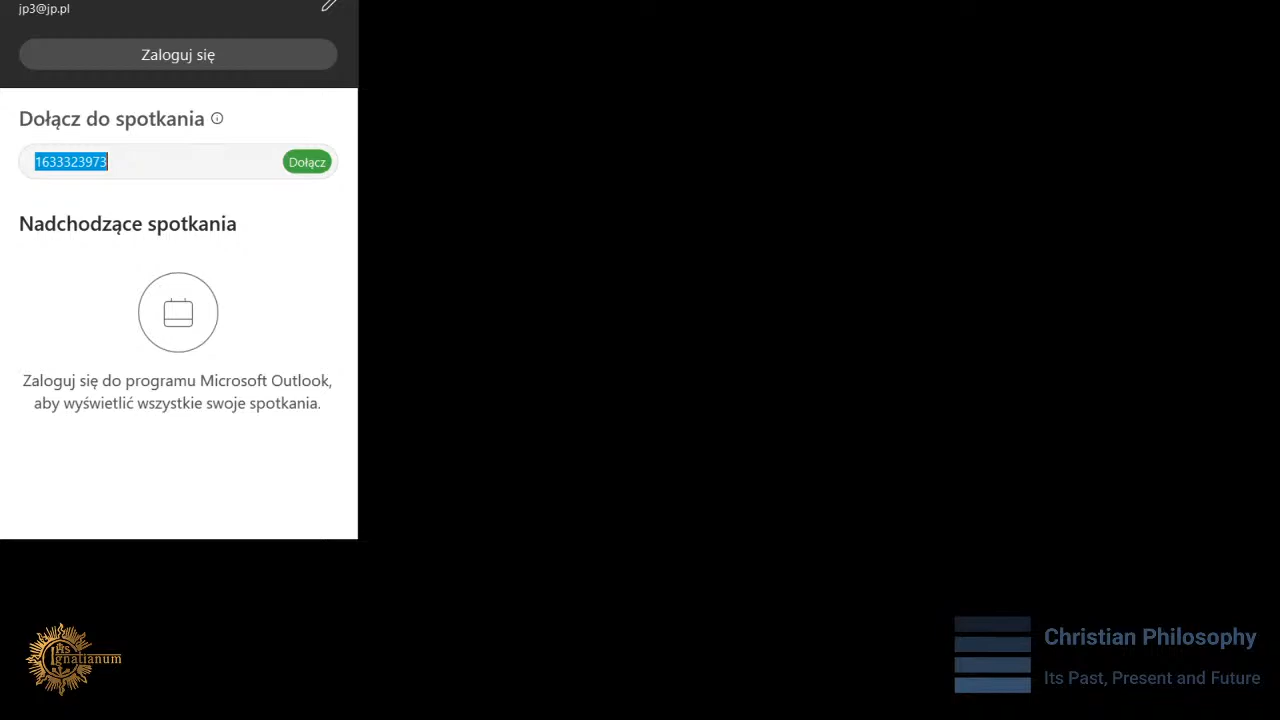 jp3@jp.pl
Zaloguj się
Dołącz do spotkania
1633323973
Dołącz
Nadchodzące spotkania
Zaloguj się do programu Microsoft Outlook,
aby wyświetlić wszystkie swoje spotkania.
Ignatianum
Christian Philosophy
Its Past, Present and Future